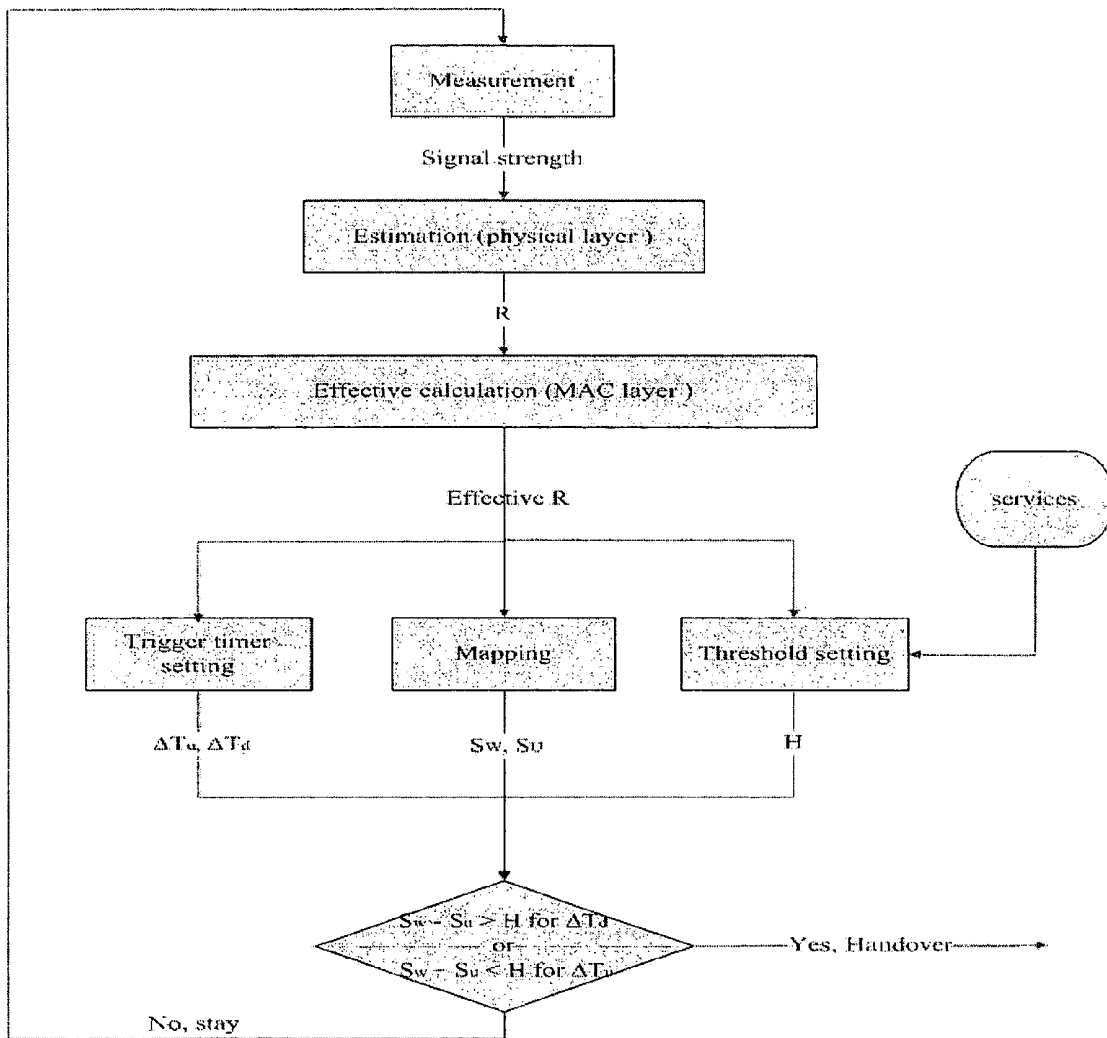 Measurement
Signal strength
Estimation (physical layer )
R
Effective calculation (MAC layer )
Effective R
services
Trigger timer
setting
Mapping
Threshold setting
ΔTu, ΔTd
SW, SU
H
Sw – Su > H for ΔTd
or
Sw – Su < H for ΔTu
Yes, Handover
No, stay